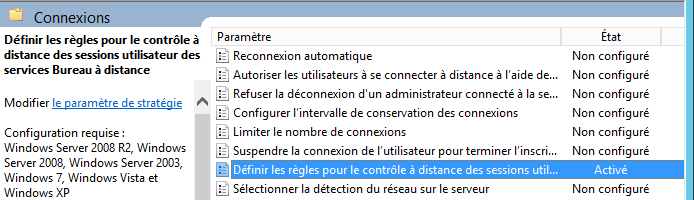 Connexions
Définir les règles pour le contrôle à
distance des sessions utilisateur des
services Bureau à distance
Modifier le paramètre de stratégie
Configuration requise :
Windows Server 2008 R2, Windows
Server 2008, Windows Server 2003,
Windows 7, Windows Vista et
Windows XP
Paramètre État
Reconnexion automatique Non configuré
Autoriser les utilisateurs à se connecter à distance à l'aide de... Non configuré
Refuser la déconnexion d'un administrateur connecté à la se... Non configuré
Configurer l'intervalle de conservation des connexions Non configuré
Limiter le nombre de connexions Non configuré
Suspendre la connexion de l'utilisateur pour terminer l'inscri... Non configuré
Définir les règles pour le contrôle à distance des sessions util... Activé
Sélectionner la détection du réseau sur le serveur Non configuré